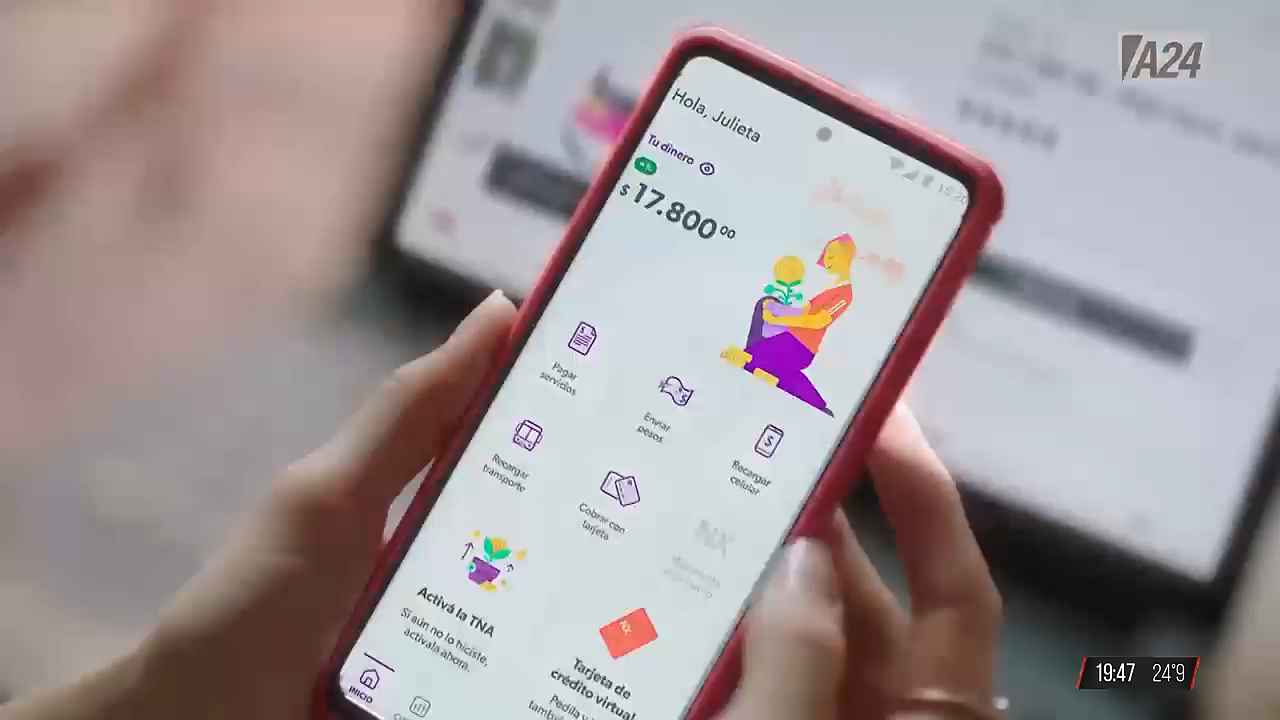 A24
Hola, Julieta
Tu dinero
$ 17.800 00
Pagar
servicios
Enviar
pesos
Recargar
celular
Recargar
transporte
Cobrar con
tarjeta
NX
Activá la TNA
Si aún no lo hiciste,
activala ahora.
Tarjeta de
crédito virtual
Pedila y
INICIO
19:47 24°9